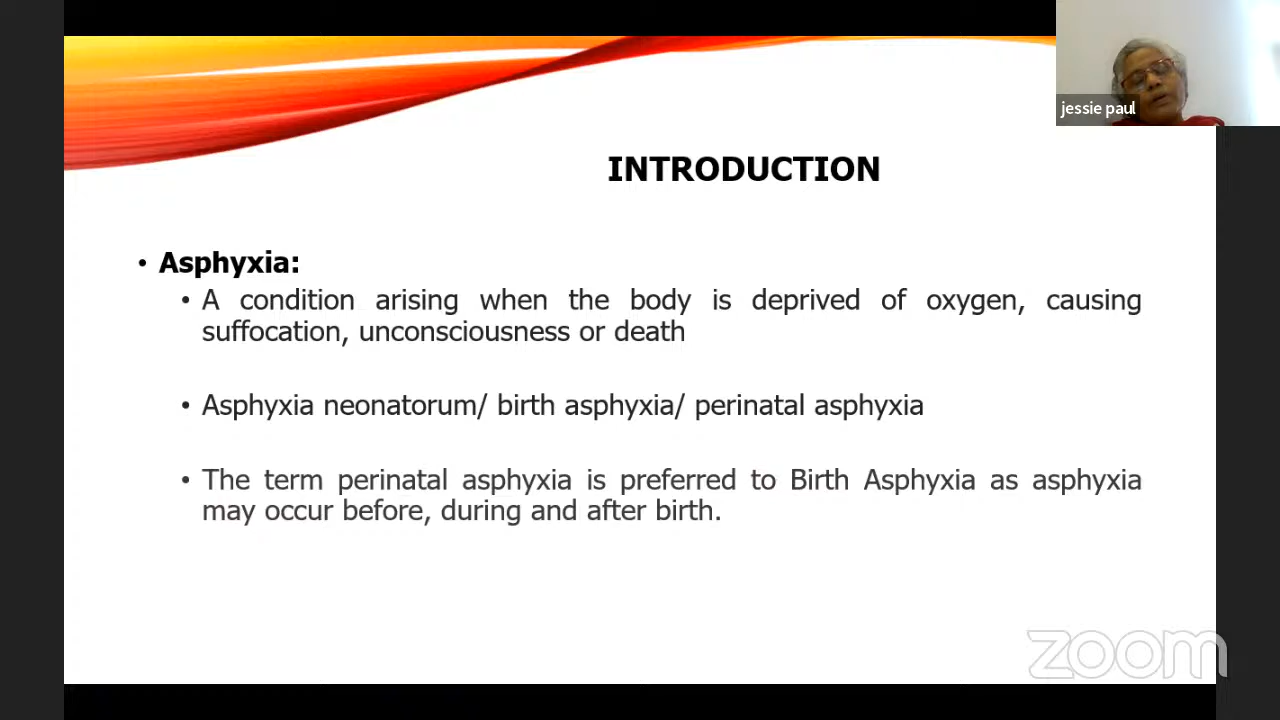 jessie paul
INTRODUCTION
• Asphyxia:
• A condition arising when the body is deprived of oxygen, causing
suffocation, unconsciousness or death
• Asphyxia neonatorum/ birth asphyxia/ perinatal asphyxia
• The term perinatal asphyxia is preferred to Birth Asphyxia as asphyxia
may occur before, during and after birth.
zoom